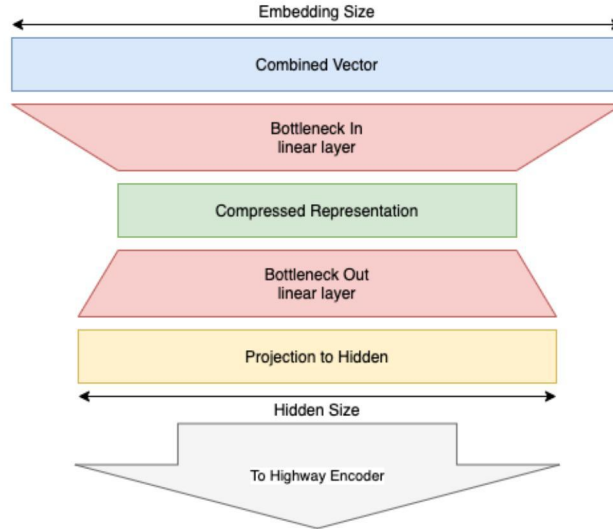 Embedding Size
Combined Vector
Bottleneck In
linear layer
Compressed Representation
Bottleneck Out
linear layer
Projection to Hidden
Hidden Size
To Highway Encoder